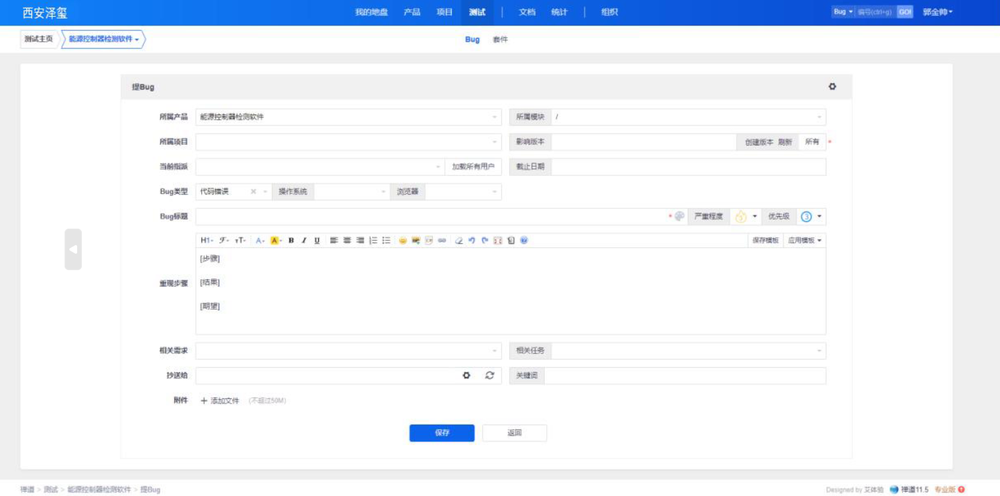 西安泽玺 我的地盘 产品 项目 测试 | 文档 统计 | 组织 Bug 编号(ctrl+g) GO! 郭金帅
测试主页 能源控制器检测软件 Bug 套件
提Bug
所属产品 能源控制器检测软件 所属模块 /
所属项目 影响版本 创建版本 刷新 所有 *
当前指派 加载所有用户 截止日期
Bug类型 代码错误 × 操作系统 浏览器
Bug标题 * 严重程度 3 优先级 3
H1 F тT A A B I U 保存模板 应用模板
[步骤]
重现步骤 [结果]
[期望]
相关需求 相关任务
抄送给 关键词
附件 + 添加文件 (不超过50M)
保存 返回
禅道 > 测试 > 能源控制器检测软件 > 提Bug Designed by 艾体验 禅道11.5 专业版